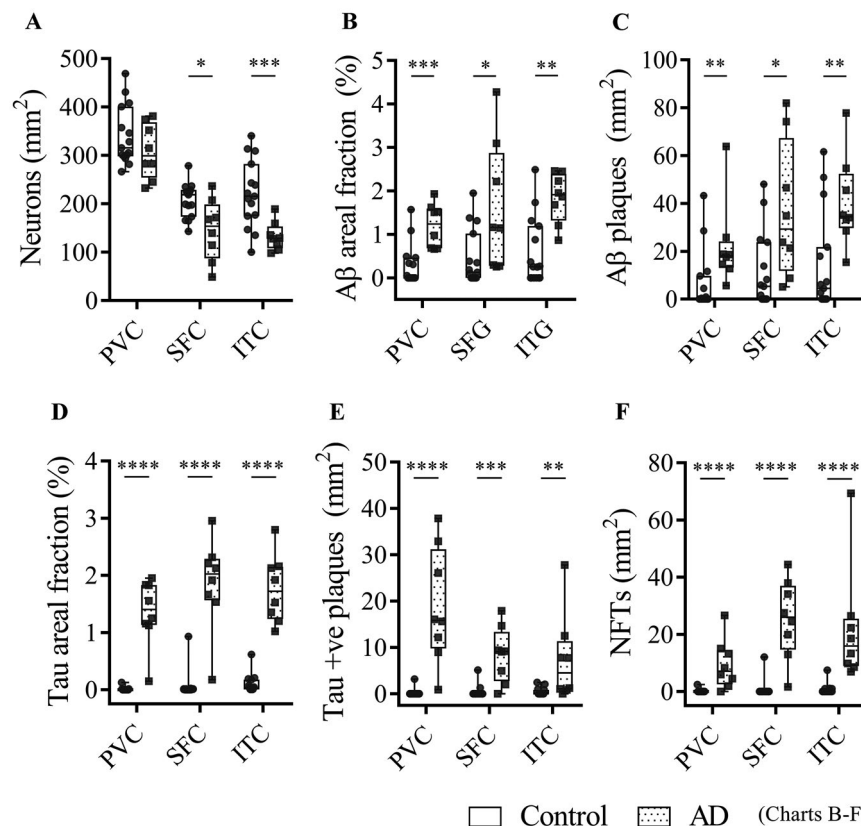 A
Neurons (mm2)
500
400
300
200
100
0
* ***
PVC SFC ITC
B
Aβ areal fraction (%)
5
4
3
2
1
0
*** * **
PVC SFG ITG
C
Aβ plaques (mm2)
100
80
60
40
20
0
** * **
PVC SFC ITC
D
Tau areal fraction (%)
4
3
2
1
0
**** **** ****
PVC SFC ITC
E
Tau +ve plaques (mm2)
50
40
30
20
10
0
**** *** **
PVC SFC ITC
F
NFTs (mm2)
80
60
40
20
0
**** **** ****
PVC SFC ITC
Control AD (Charts B-F